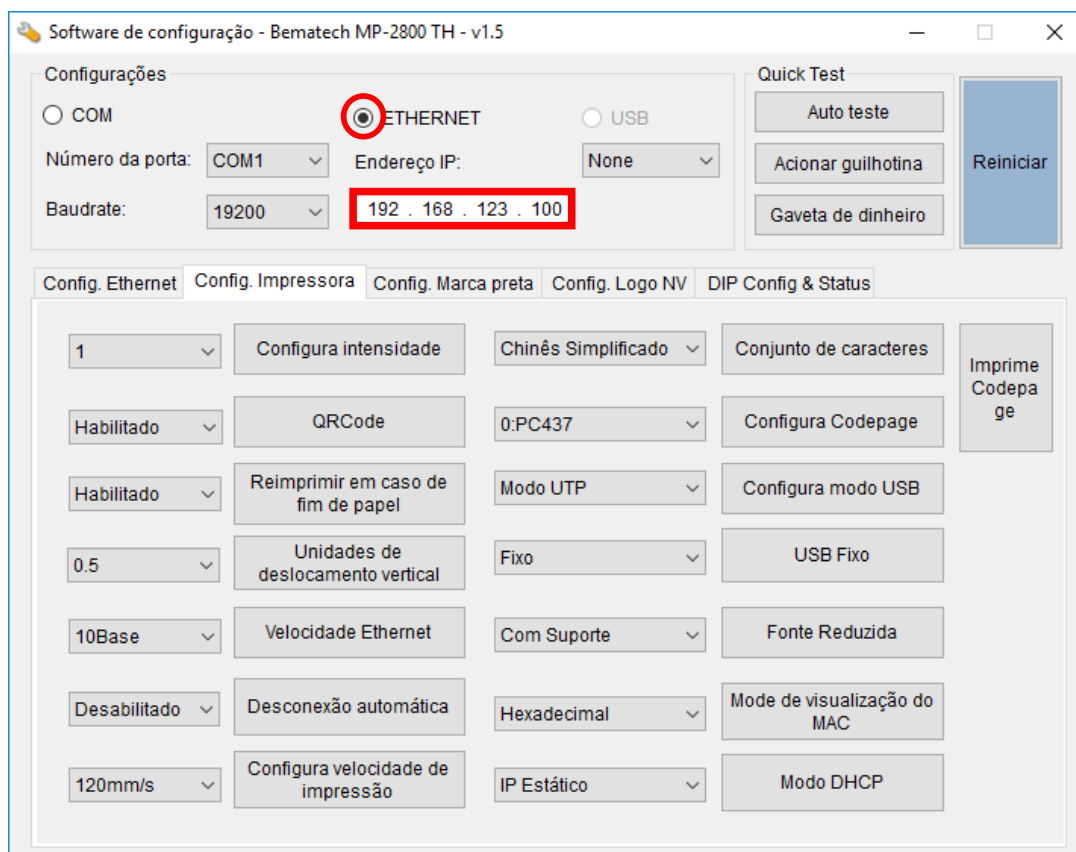 Software de configuração - Bematech MP-2800 TH - v1.5
Configurações
Quick Test
COM
ETHERNET
USB
Auto teste
Número da porta:
COM1
Endereço IP:
None
Acionar guilhotina
Reiniciar
Baudrate:
19200
192 . 168 . 123 . 100
Gaveta de dinheiro
Config. Ethernet
Config. Impressora
Config. Marca preta
Config. Logo NV
DIP Config & Status
1
Configura intensidade
Chinês Simplificado
Conjunto de caracteres
Imprime
Codepa
ge
Habilitado
QRCode
0:PC437
Configura Codepage
Habilitado
Reimprimir em caso de
fim de papel
Modo UTP
Configura modo USB
0.5
Unidades de
deslocamento vertical
Fixo
USB Fixo
10Base
Velocidade Ethernet
Com Suporte
Fonte Reduzida
Desabilitado
Desconexão automática
Hexadecimal
Mode de visualização do
MAC
120mm/s
Configura velocidade de
impressão
IP Estático
Modo DHCP